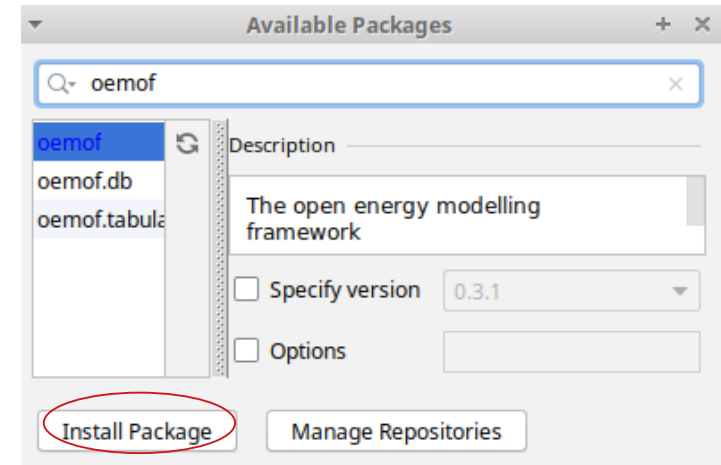 Available Packages
oemof
oemof
oemof.db
oemof.tabula
Description
The open energy modelling
framework
Specify version
0.3.1
Options
Install Package
Manage Repositories